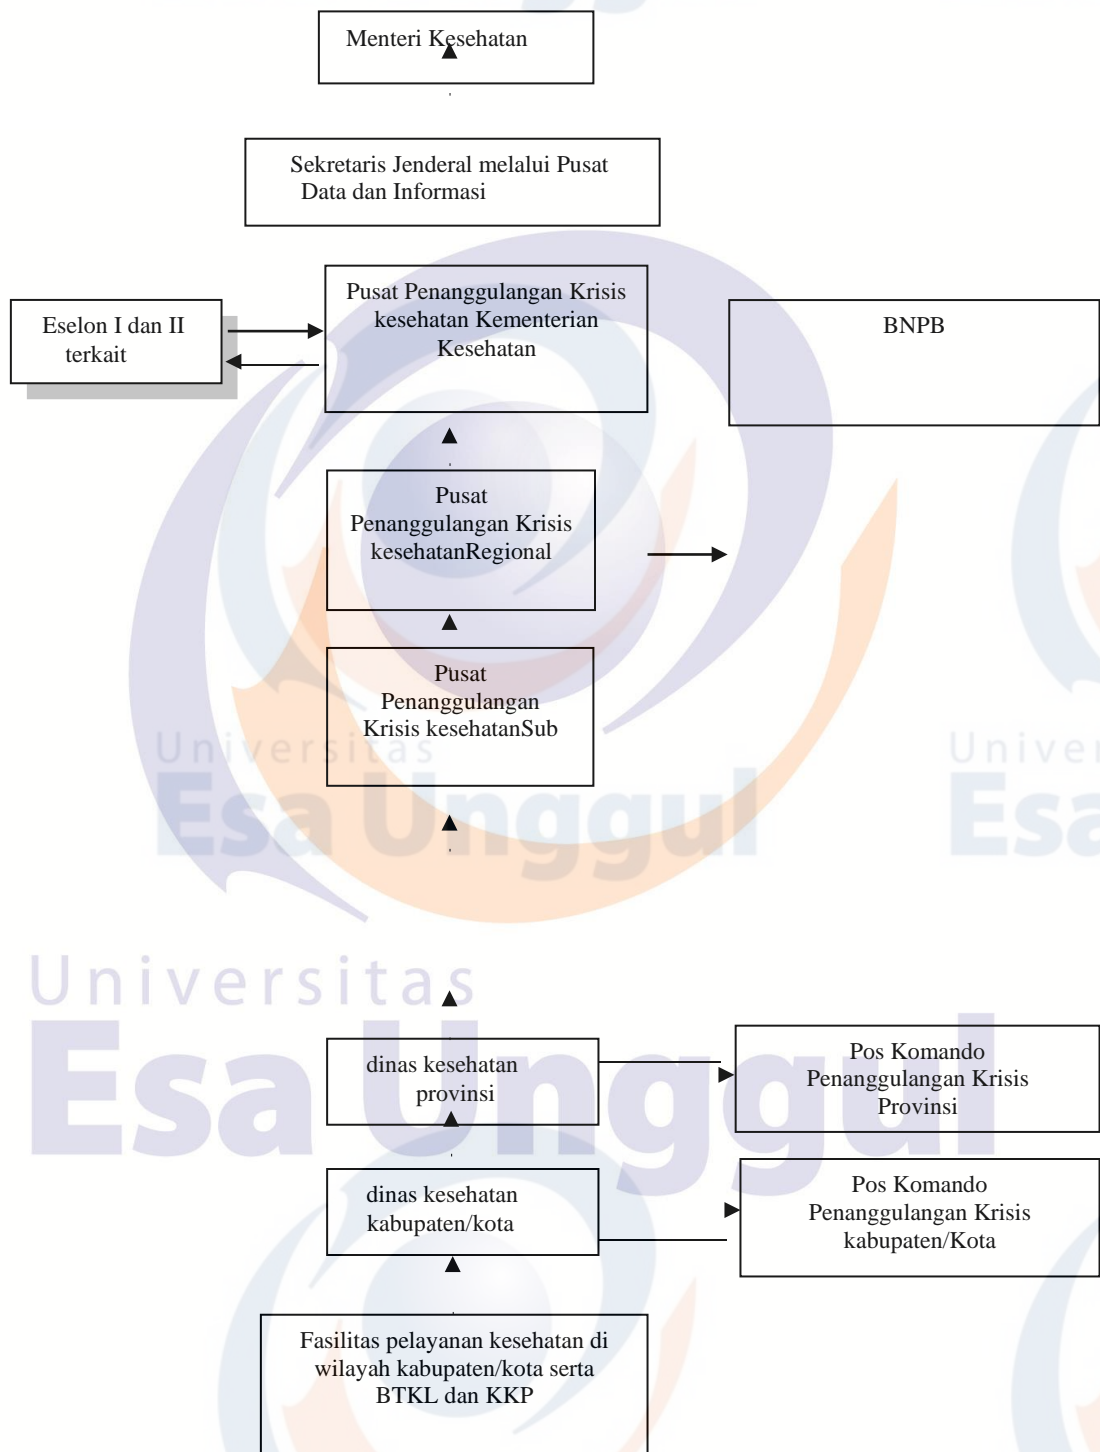 Menteri Kesehatan
Sekretaris Jenderal melalui Pusat
Data dan Informasi
Eselon I dan II
terkait
Pusat Penanggulangan Krisis
kesehatan Kementerian
Kesehatan
BNPB
Pusat
Penanggulangan Krisis
kesehatanRegional
Pusat
Penanggulangan
Krisis kesehatanSub
Universitas
Esa Unggul
Univer
Esa
Universitas
Esa Unggul
dinas kesehatan
provinsi
Pos Komando
Penanggulangan Krisis
Provinsi
dinas kesehatan
kabupaten/kota
Pos Komando
Penanggulangan Krisis
kabupaten/Kota
Fasilitas pelayanan kesehatan di
wilayah kabupaten/kota serta
BTKL dan KKP